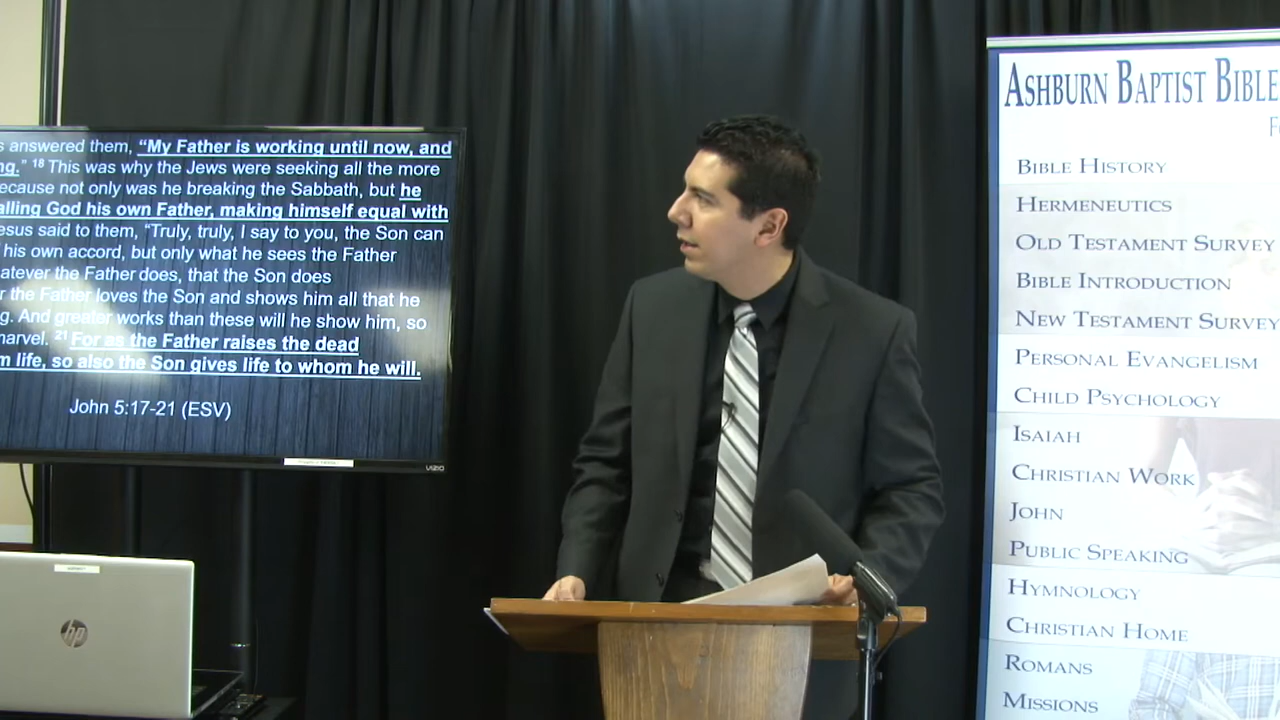 s answered them, “My Father is working until now, and
ng.” 18 This was why the Jews were seeking all the more
ecause not only was he breaking the Sabbath, but he
alling God his own Father, making himself equal with
esus said to them, “Truly, truly, I say to you, the Son can
his own accord, but only what he sees the Father
atever the Father does, that the Son does
r the Father loves the Son and shows him all that he
g. And greater works than these will he show him, so
marvel. 21 For as the Father raises the dead
m life, so also the Son gives life to whom he will.
John 5:17-21 (ESV)
VIZIO
hp
ASHBURN BAPTIST BIBLE
F
BIBLE HISTORY
HERMENEUTICS
OLD TESTAMENT SURVEY
BIBLE INTRODUCTION
NEW TESTAMENT SURVEY
PERSONAL EVANGELISM
CHILD PSYCHOLOGY
ISAIAH
CHRISTIAN WORK
JOHN
PUBLIC SPEAKING
HYMNOLOGY
CHRISTIAN HOME
ROMANS
MISSIONS